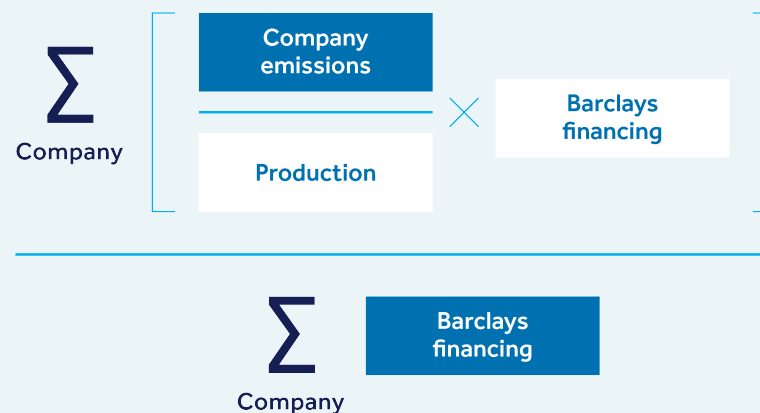 Σ
Company
Company
emissions
Production
Barclays
financing
Σ
Company
Barclays
financing